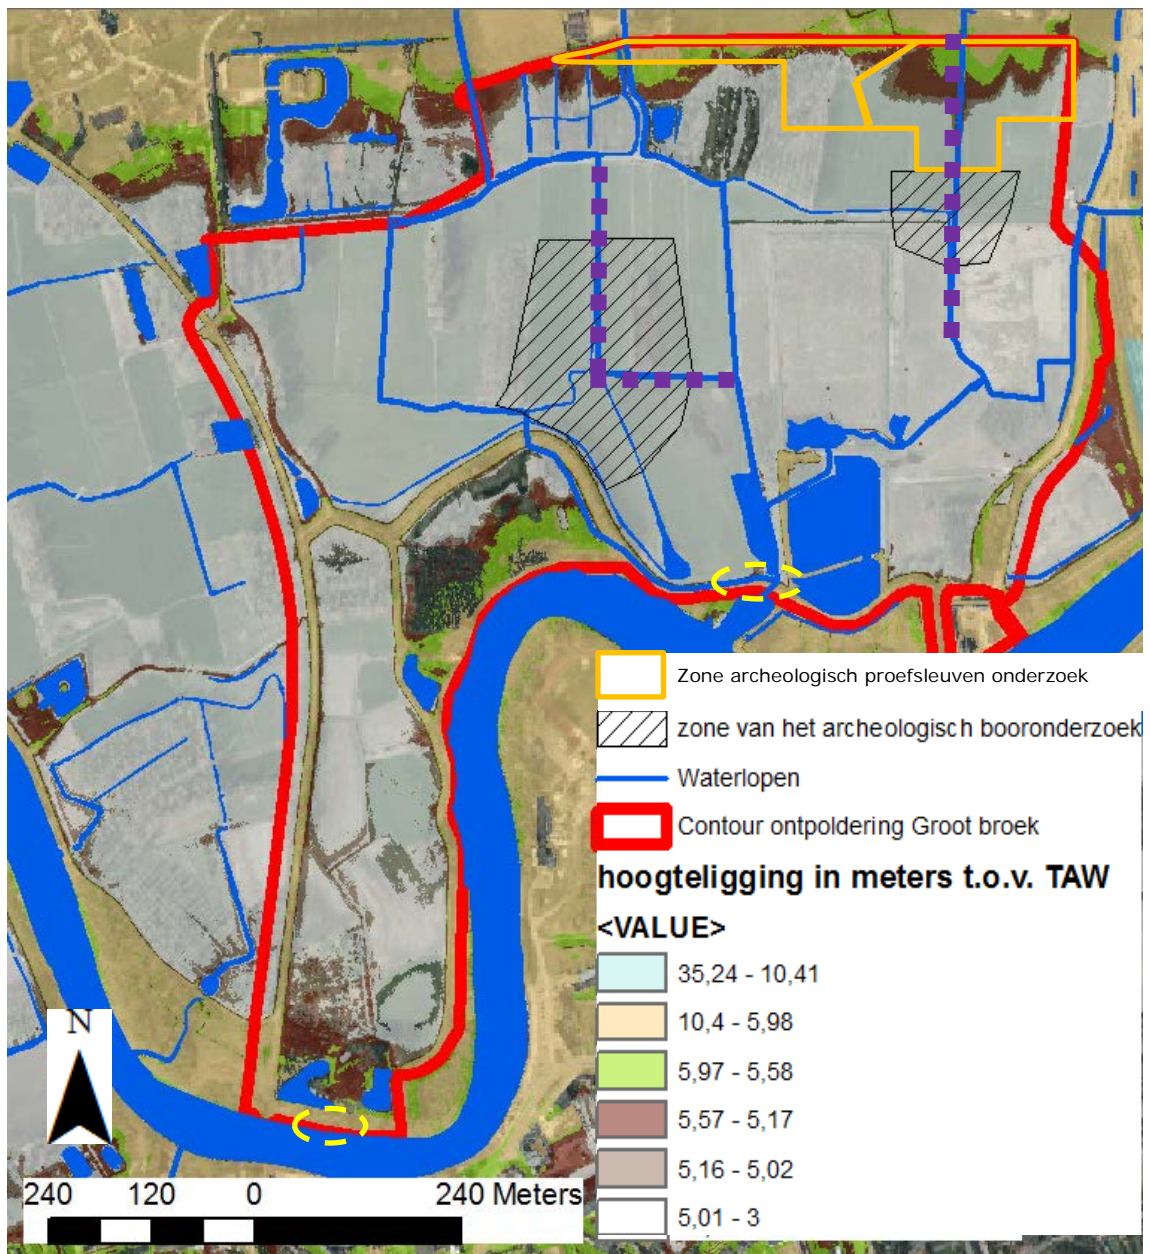 Zone archeologisch proefsleuven onderzoek
zone van het archeologisch booronderzoek
Waterlopen
Contour ontpoldering Groot broek
hoogteligging in meters t.o.v. TAW
<VALUE>
35,24 - 10,41
10,4 - 5,98
5,97 - 5,58
5,57 - 5,17
5,16 - 5,02
5,01 - 3
N
240 120 0 240 Meters